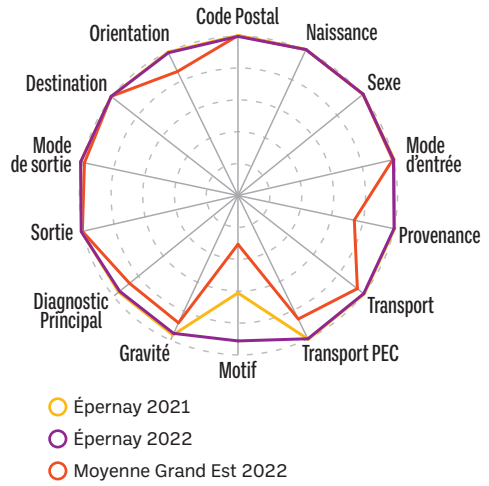 Code Postal
Naissance
Sexe
Mode
d'entrée
Provenance
Transport
Transport PEC
Motif
Gravité
Diagnostic
Principal
Sortie
Mode
de sortie
Destination
Orientation
Épernay 2021
Épernay 2022
Moyenne Grand Est 2022